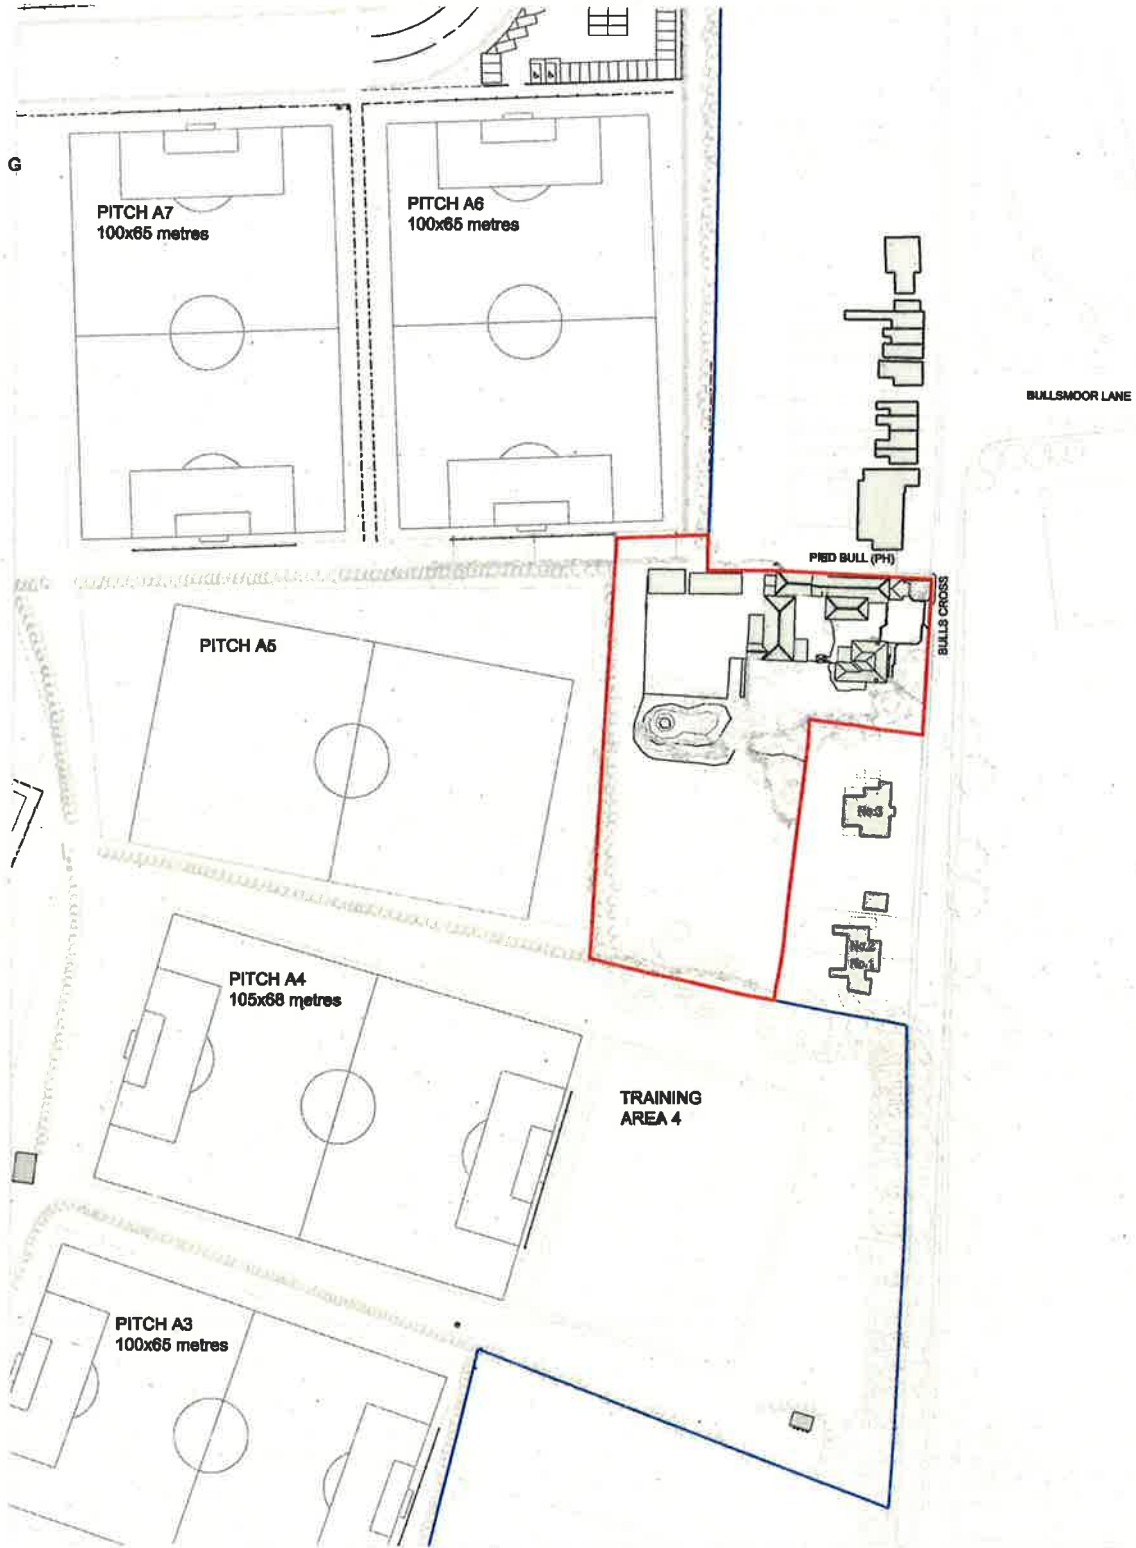 G
PITCH A7
100x65 metres
PITCH A6
100x65 metres
BULLSMOOR LANE
PIED BULL (PH)
BULLS CROSS
PITCH A5
No.3
No.2
No.1
PITCH A4
105x68 metres
TRAINING
AREA 4
PITCH A3
100x65 metres